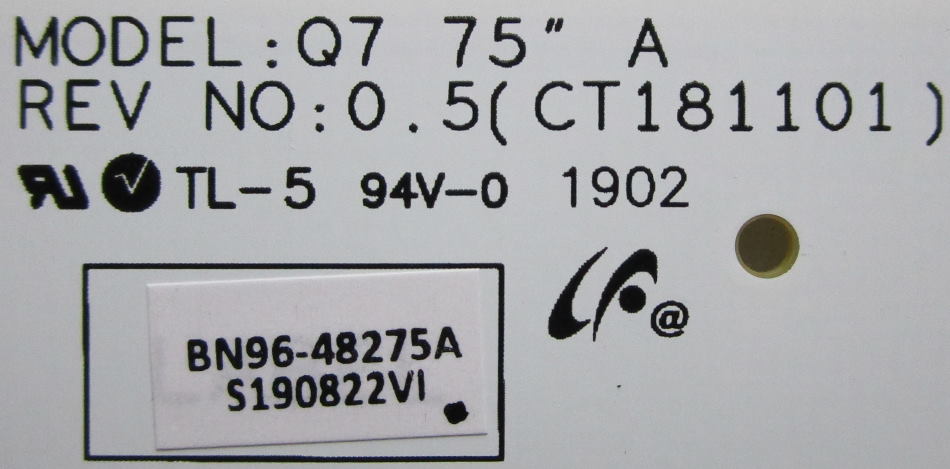 MODEL:Q7 75" A
REV NO:0.5(CT181101)
TL-5 94V-0 1902
@
BN96-48275A
S190822VI